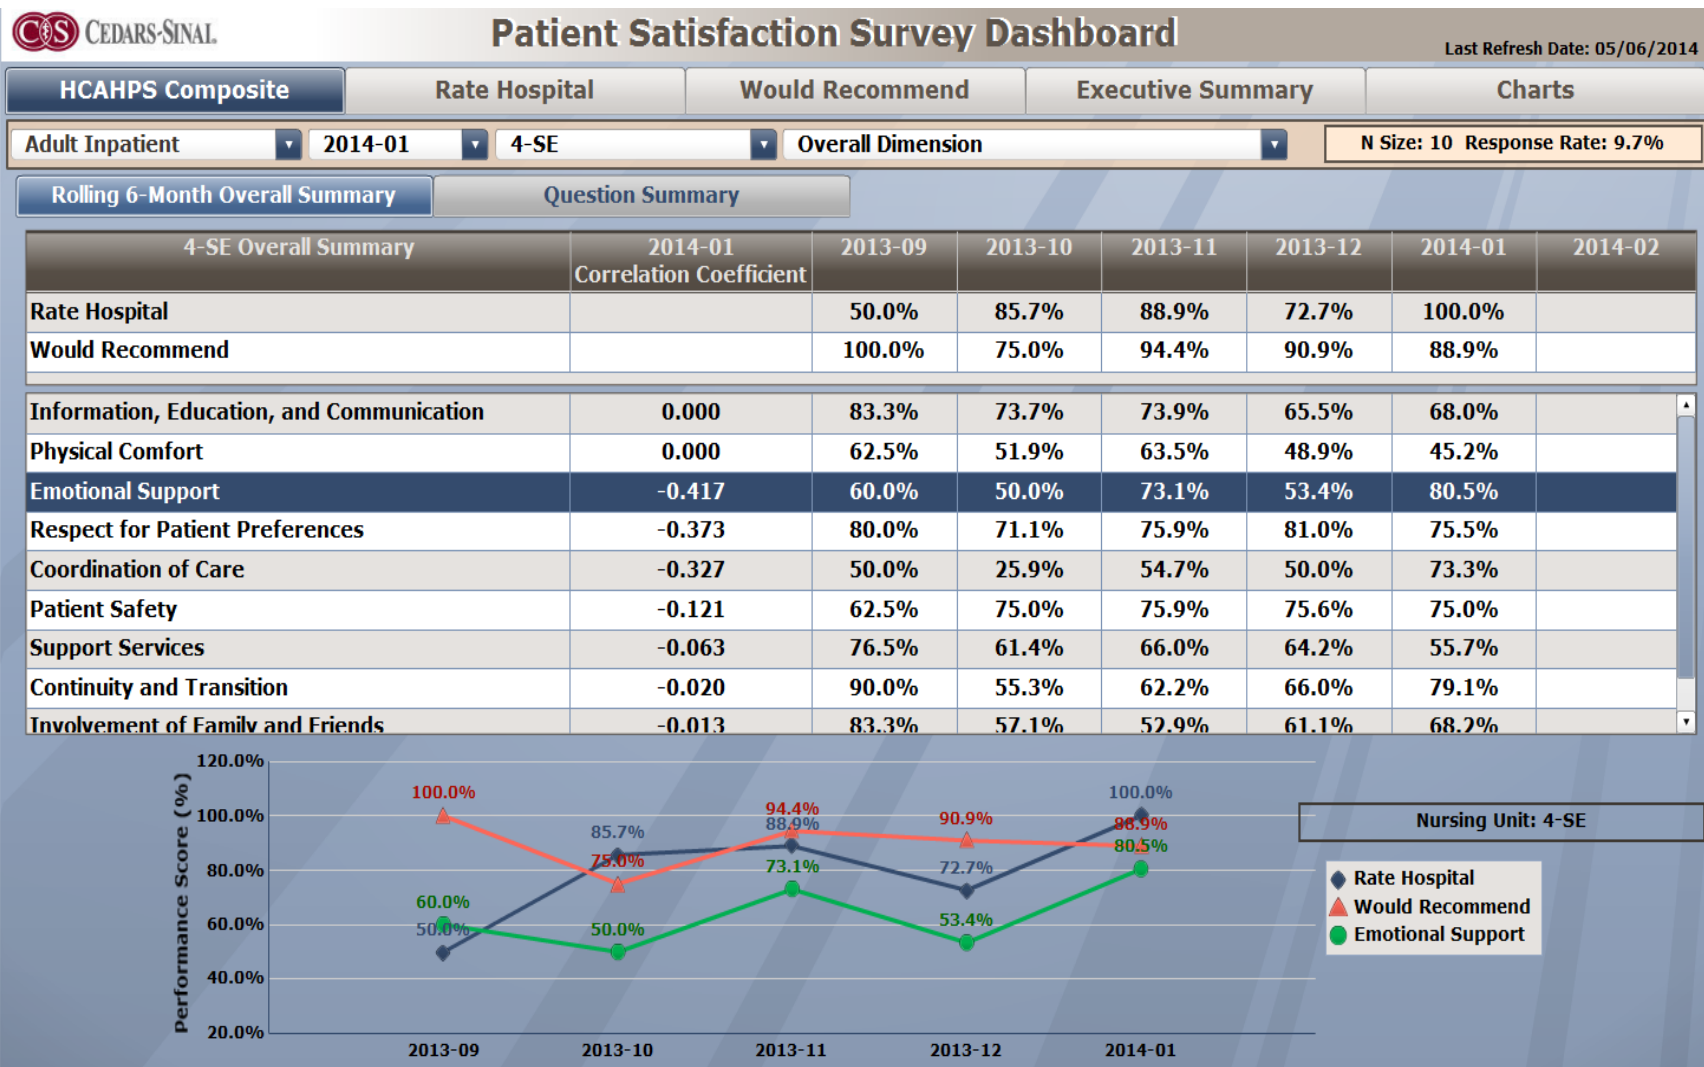 CS CEDARS-SINAI.
Patient Satisfaction Survey Dashboard
Last Refresh Date: 05/06/2014
HCAHPS Composite Rate Hospital Would Recommend Executive Summary Charts
Adult Inpatient 2014-01 4-SE Overall Dimension N Size: 10 Response Rate: 9.7%
Rolling 6-Month Overall Summary Question Summary
4-SE Overall Summary 2014-01 2013-09 2013-10 2013-11 2013-12 2014-01 2014-02
Correlation Coefficient
Rate Hospital 50.0% 85.7% 88.9% 72.7% 100.0%
Would Recommend 100.0% 75.0% 94.4% 90.9% 88.9%
Information, Education, and Communication 0.000 83.3% 73.7% 73.9% 65.5% 68.0%
Physical Comfort 0.000 62.5% 51.9% 63.5% 48.9% 45.2%
Emotional Support -0.417 60.0% 50.0% 73.1% 53.4% 80.5%
Respect for Patient Preferences -0.373 80.0% 71.1% 75.9% 81.0% 75.5%
Coordination of Care -0.327 50.0% 25.9% 54.7% 50.0% 73.3%
Patient Safety -0.121 62.5% 75.0% 75.9% 75.6% 75.0%
Support Services -0.063 76.5% 61.4% 66.0% 64.2% 55.7%
Continuity and Transition -0.020 90.0% 55.3% 62.2% 66.0% 79.1%
Involvement of Family and Friends -0.013 83.3% 57.1% 52.9% 61.1% 68.2%
Performance Score (%)
120.0%
100.0%
80.0%
60.0%
40.0%
20.0%
100.0% 75.0% 94.4% 90.9% 88.9%
50.0% 85.7% 88.9% 72.7% 100.0%
60.0% 50.0% 73.1% 53.4% 80.5%
2013-09 2013-10 2013-11 2013-12 2014-01
Nursing Unit: 4-SE
Rate Hospital
Would Recommend
Emotional Support